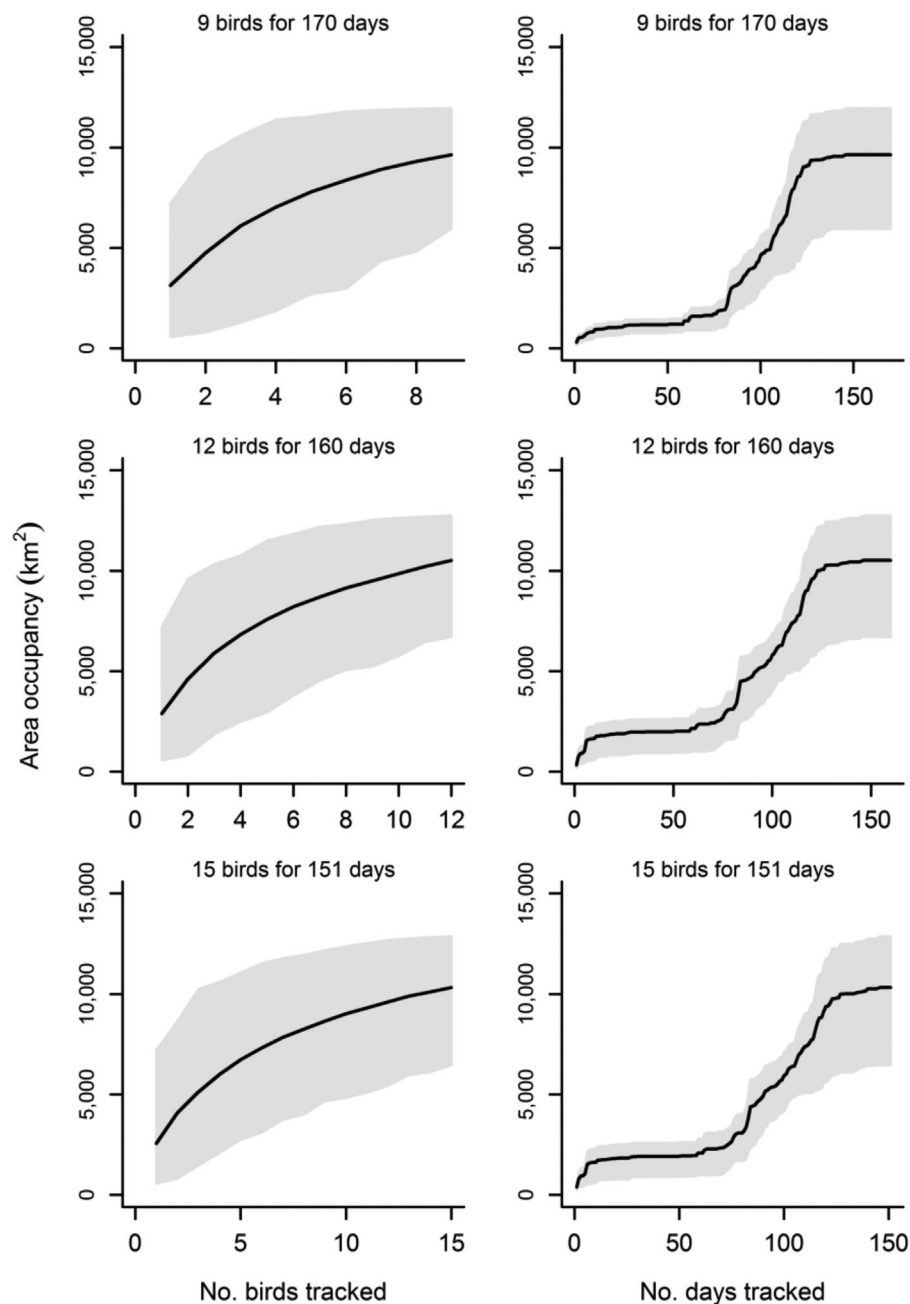 9 birds for 170 days
9 birds for 170 days
15,000
10,000
5,000
0
0 2 4 6 8
15,000
10,000
5,000
0
0 50 100 150
12 birds for 160 days
12 birds for 160 days
Area occupancy (km²)
15,000
10,000
5,000
0
0 2 4 6 8 10 12
15,000
10,000
5,000
0
0 50 100 150
15 birds for 151 days
15 birds for 151 days
15,000
10,000
5,000
0
0 5 10 15
15,000
10,000
5,000
0
0 50 100 150
No. birds tracked
No. days tracked